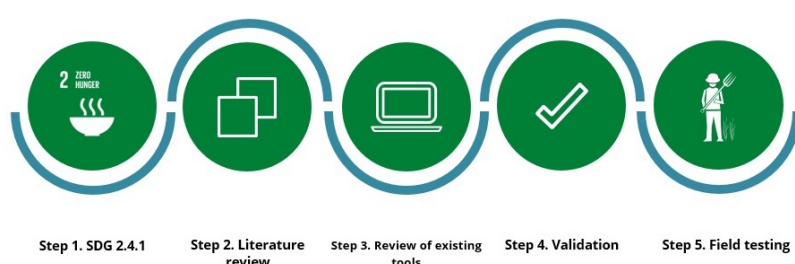 2 ZERO
HUNGER
Step 1. SDG 2.4.1
Step 2. Literature
review
Step 3. Review of existing
tools
Step 4. Validation
Step 5. Field testing